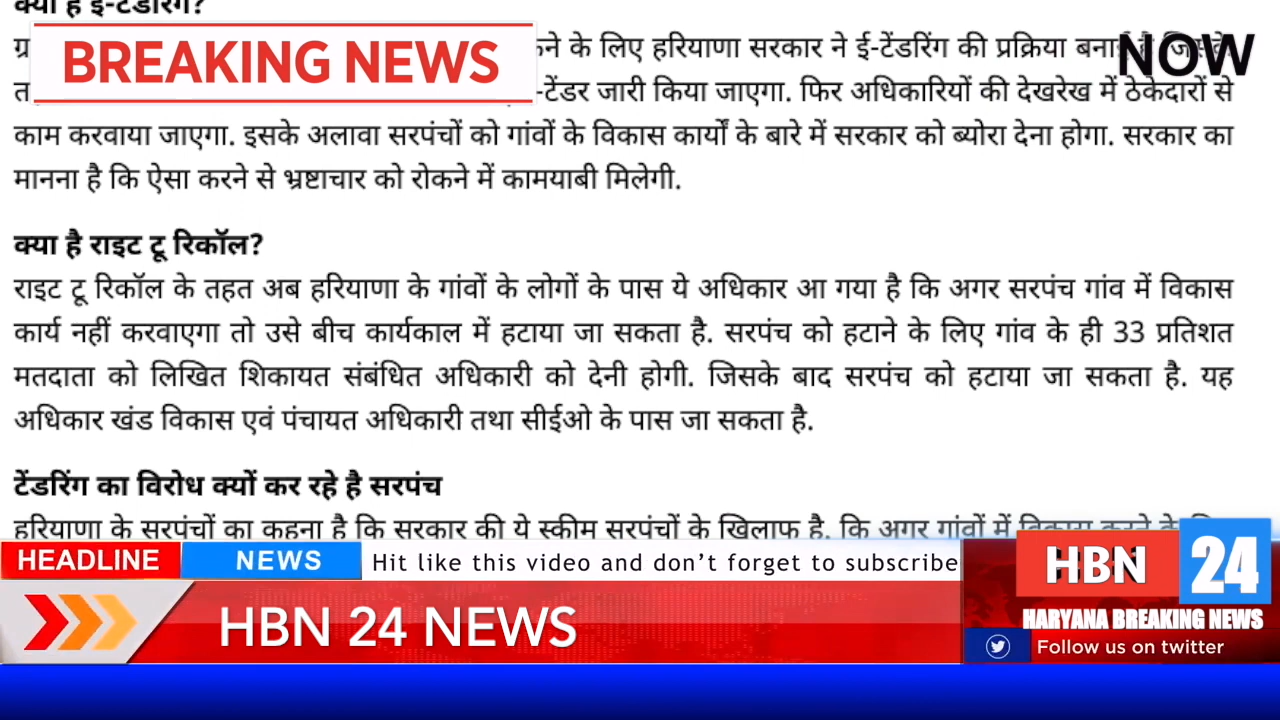 क्या है ई-टेंडरिंग?
BREAKING NEWS
NOW
के लिए हरियाणा सरकार ने ई-टेंडरिंग की प्रक्रिया
-टेंडर जारी किया जाएगा. फिर अधिकारियों की देखरेख में ठेकेदारों से
काम करवाया जाएगा. इसके अलावा सरपंचों को गांवों के विकास कार्यों के बारे में सरकार को ब्योरा देना होगा. सरकार का
मानना है कि ऐसा करने से भ्रष्टाचार को रोकने में कामयाबी मिलेगी.
क्या है राइट टू रिकॉल?
राइट टू रिकॉल के तहत अब हरियाणा के गांवों के लोगों के पास ये अधिकार आ गया है कि अगर सरपंच गांव में विकास
कार्य नहीं करवाएगा तो उसे बीच कार्यकाल में हटाया जा सकता है. सरपंच को हटाने के लिए गांव के ही 33 प्रतिशत
मतदाता को लिखित शिकायत संबंधित अधिकारी को देनी होगी. जिसके बाद सरपंच को हटाया जा सकता है. यह
अधिकार खंड विकास एवं पंचायत अधिकारी तथा सीईओ के पास जा सकता है.
टेंडरिंग का विरोध क्यों कर रहे है सरपंच
हरियाणा के सरपंचों का कहना है कि सरकार की ये स्कीम सरपंचों के खिलाफ है. कि अगर गांवों में विकास करने के
HEADLINE NEWS Hit like this video and don’t forget to subscribe
HBN 24
HBN 24 NEWS
HARYANA BREAKING NEWS
Follow us on twitter